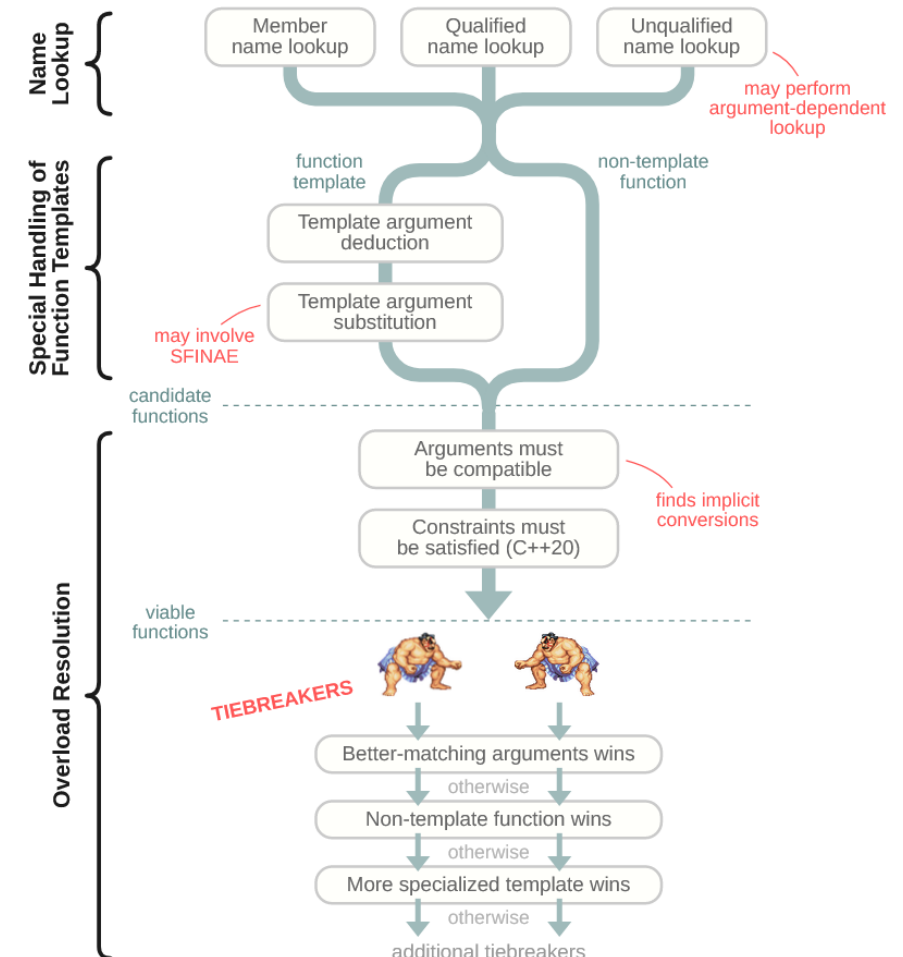 Name
Lookup
Member
name lookup
Qualified
name lookup
Unqualified
name lookup
may perform
argument-dependent
lookup
Special Handling of
Function Templates
function
template
non-template
function
Template argument
deduction
Template argument
substitution
may involve
SFINAE
candidate
functions
Overload Resolution
Arguments must
be compatible
finds implicit
conversions
Constraints must
be satisfied (C++20)
viable
functions
TIEBREAKERS
Better-matching arguments wins
otherwise
Non-template function wins
otherwise
More specialized template wins
otherwise
additional tiebreakers